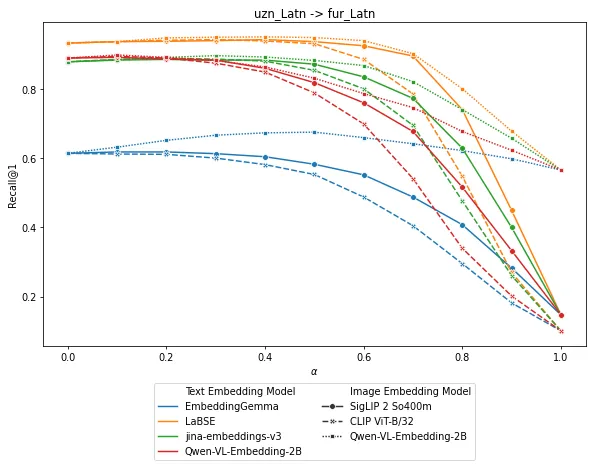 uzn_Latn -> fur_Latn
Recall@1
0.8
0.6
0.4
0.2
0.0 0.2 0.4 0.6 0.8 1.0
α
Text Embedding Model Image Embedding Model
EmbeddingGemma SigLIP 2 So400m
LaBSE CLIP ViT-B/32
jina-embeddings-v3 Qwen-VL-Embedding-2B
Qwen-VL-Embedding-2B